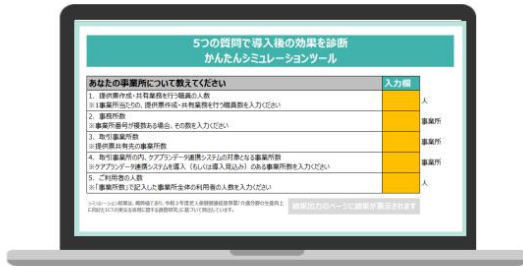 5つの質問で導入後の効果を診断
かんたんシミュレーションツール
あなたの事業所について教えてください 入力欄
1. 提供票作成・共有業務を行う職員の人数
※1事業所当たりの、提供票作成・共有業務を行う職員数を入力ください 人
2. 事務所数
※事業所番号が複数ある場合、その数を入力ください 事業所
3. 取引事業所数
※提供票共有先の事業所数 事業所
4. 取引事業所の内、ケアプランデータ連携システムの対象となる事業所数
※ケアプランデータ連携システムを導入（もしくは導入見込み）のある事業所数を入力ください 事業所
5. ご利用者の人数
※「事業所数」で記入した事業所全体の利用者の人数を入力ください 人
結果出力のページに結果が表示されます